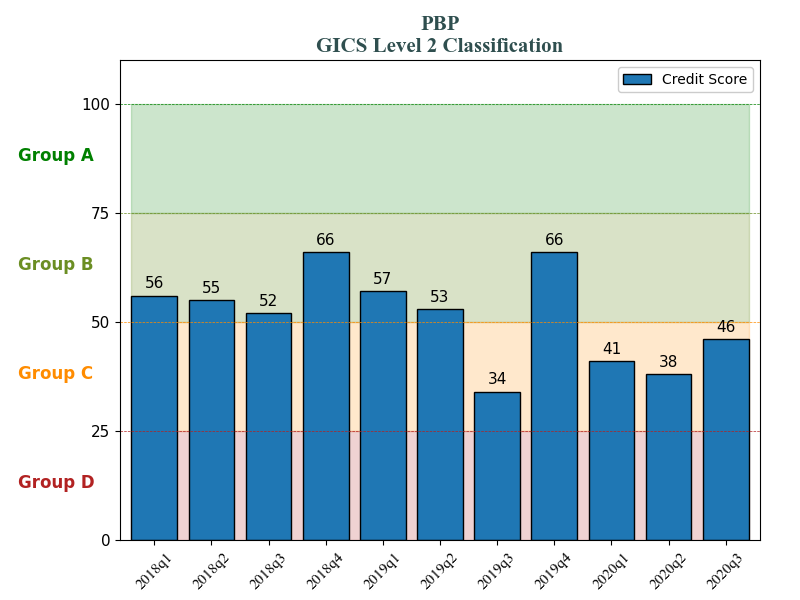 PBP
GICS Level 2 Classification
Credit Score
100
Group A
75
66
66
Group B
56
55
52
57
53
50
46
41
38
34
Group C
25
Group D
0
2018q1
2018q2
2018q3
2018q4
2019q1
2019q2
2019q3
2019q4
2020q1
2020q2
2020q3